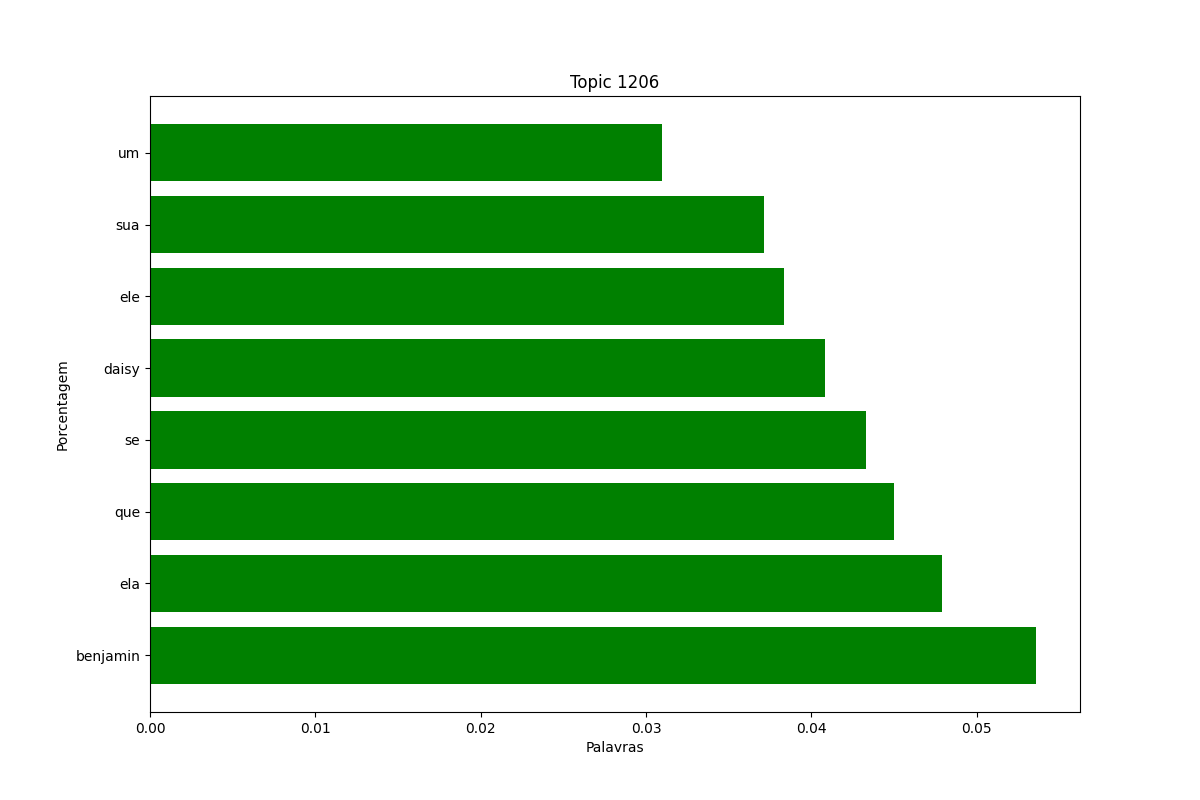 Topic 1206
um
sua
ele
daisy
se
que
ela
benjamin
Porcentagem
0.00 0.01 0.02 0.03 0.04 0.05
Palavras